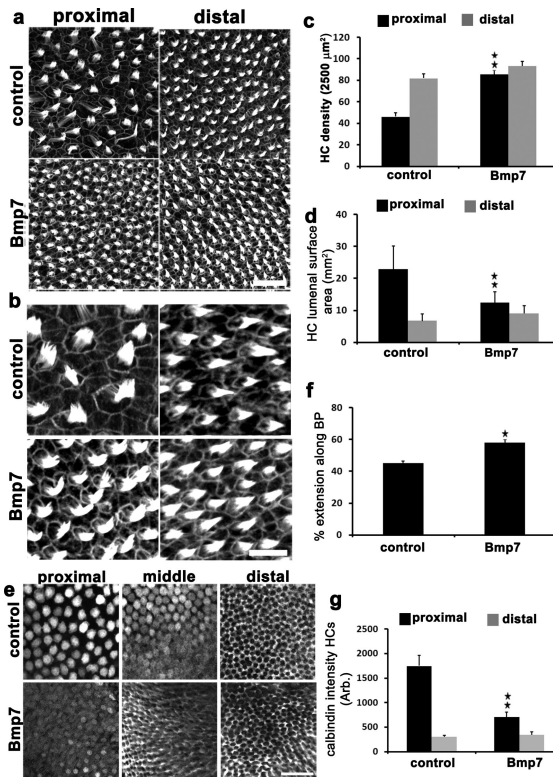 a
proximal distal
control
Bmp7
b
control
Bmp7
e
proximal middle distal
control
Bmp7
c
proximal distal
HC density (2500 µm²)
120
100
80
60
40
20
0
★
★
control Bmp7
d
proximal distal
HC lumenal surface
area (mm²)
40
30
20
10
0
★
★
control Bmp7
f
% extension along BP
80
60
40
20
0
★
control Bmp7
g
proximal distal
calbindin intensity HCs
(Arb.)
2500
2000
1500
1000
500
0
★
★
control Bmp7